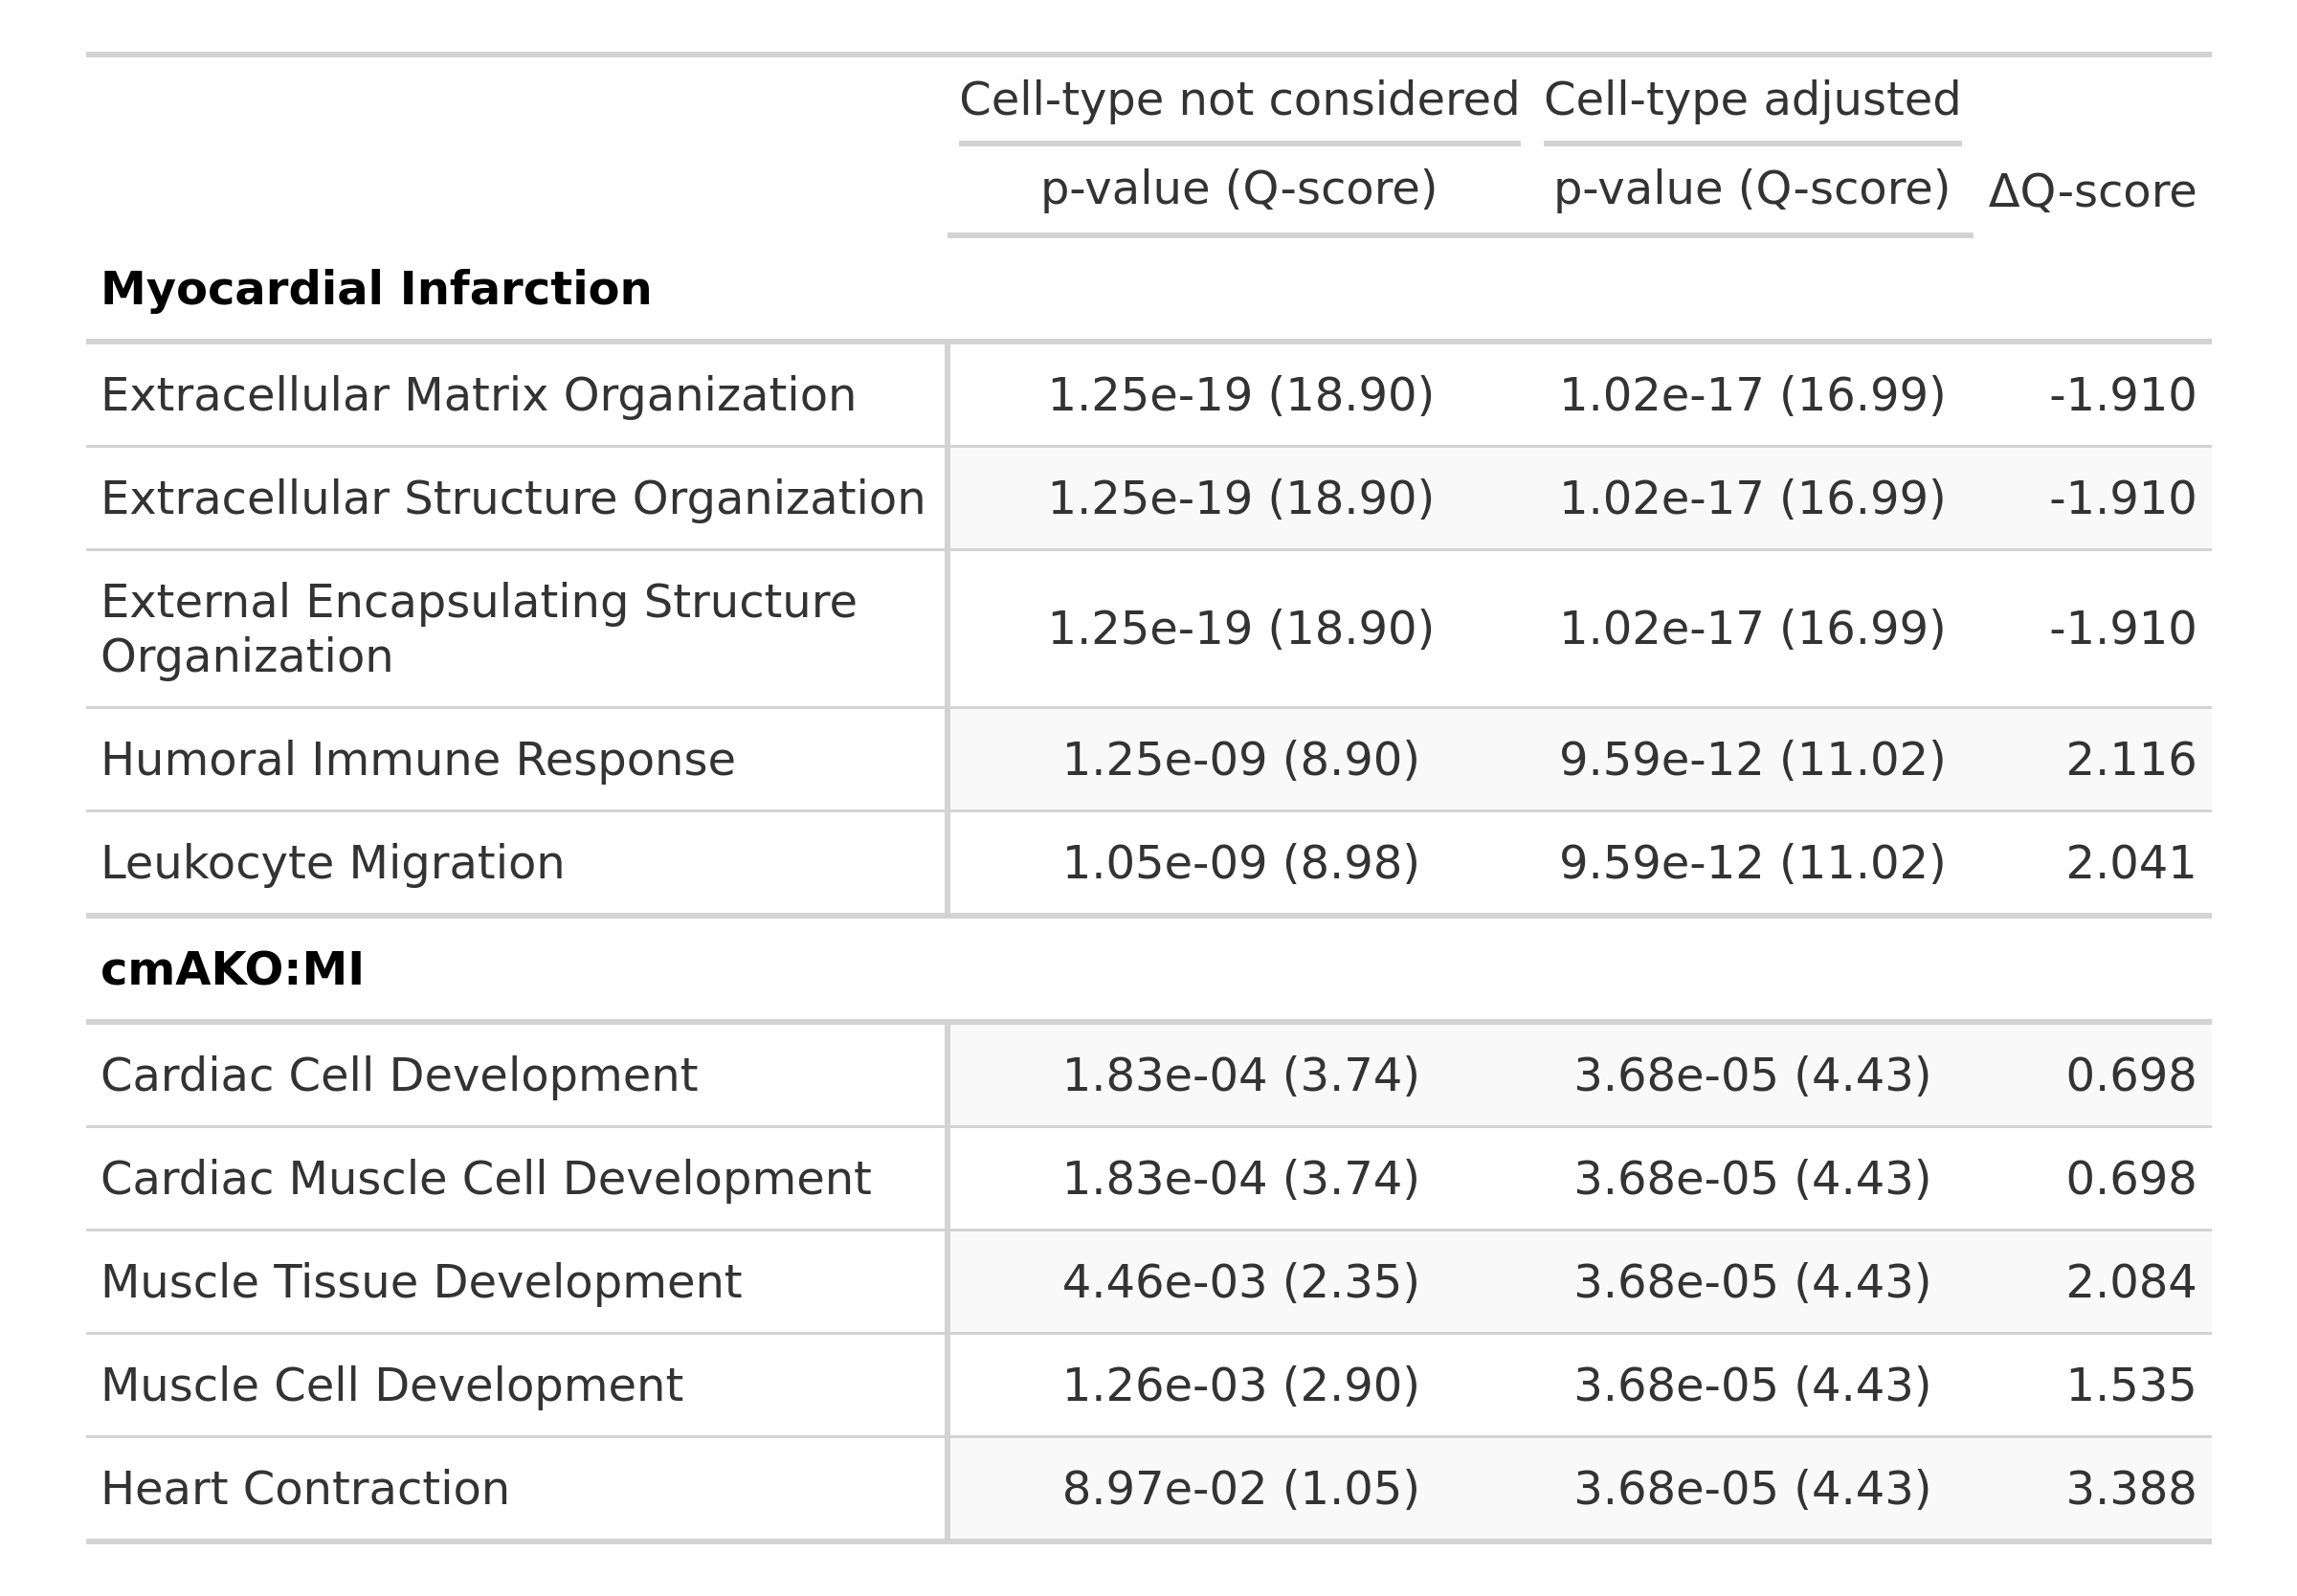 Cell-type not considered Cell-type adjusted
p-value (Q-score) p-value (Q-score) ΔQ-score
Myocardial Infarction
Extracellular Matrix Organization 1.25e-19 (18.90) 1.02e-17 (16.99) -1.910
Extracellular Structure Organization 1.25e-19 (18.90) 1.02e-17 (16.99) -1.910
External Encapsulating Structure
Organization 1.25e-19 (18.90) 1.02e-17 (16.99) -1.910
Humoral Immune Response 1.25e-09 (8.90) 9.59e-12 (11.02) 2.116
Leukocyte Migration 1.05e-09 (8.98) 9.59e-12 (11.02) 2.041
cmAKO:MI
Cardiac Cell Development 1.83e-04 (3.74) 3.68e-05 (4.43) 0.698
Cardiac Muscle Cell Development 1.83e-04 (3.74) 3.68e-05 (4.43) 0.698
Muscle Tissue Development 4.46e-03 (2.35) 3.68e-05 (4.43) 2.084
Muscle Cell Development 1.26e-03 (2.90) 3.68e-05 (4.43) 1.535
Heart Contraction 8.97e-02 (1.05) 3.68e-05 (4.43) 3.388